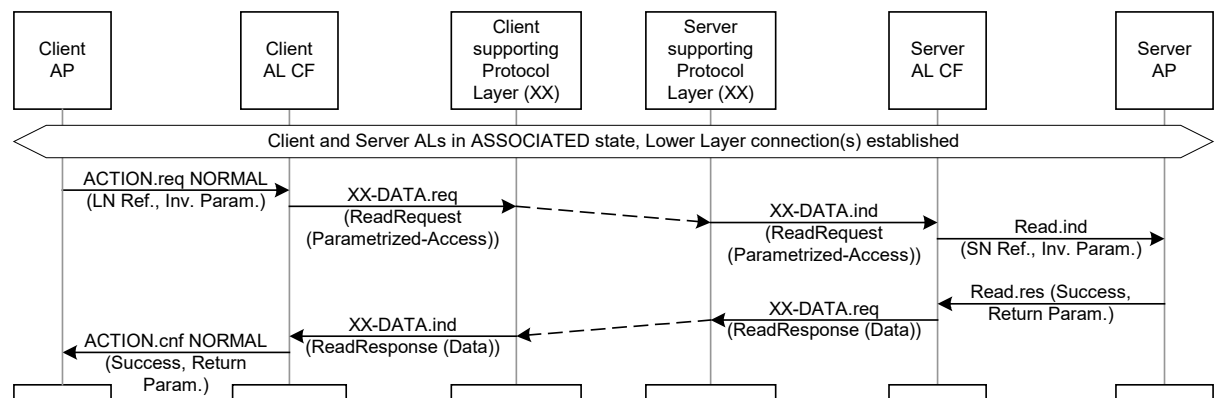 Client
AP
Client
AL CF
Client
supporting
Protocol
Layer (XX)
Server
supporting
Protocol
Layer (XX)
Server
AL CF
Server
AP
Client and Server ALs in ASSOCIATED state, Lower Layer connection(s) established
ACTION.req NORMAL
(LN Ref., Inv. Param.)
XX-DATA.req
(ReadRequest
(Parametrized-Access))
XX-DATA.ind
(ReadRequest
(Parametrized-Access))
Read.ind
(SN Ref., Inv. Param.)
Read.res (Success,
Return Param.)
XX-DATA.req
(ReadResponse (Data))
XX-DATA.ind
(ReadResponse (Data))
ACTION.cnf NORMAL
(Success, Return
Param.)